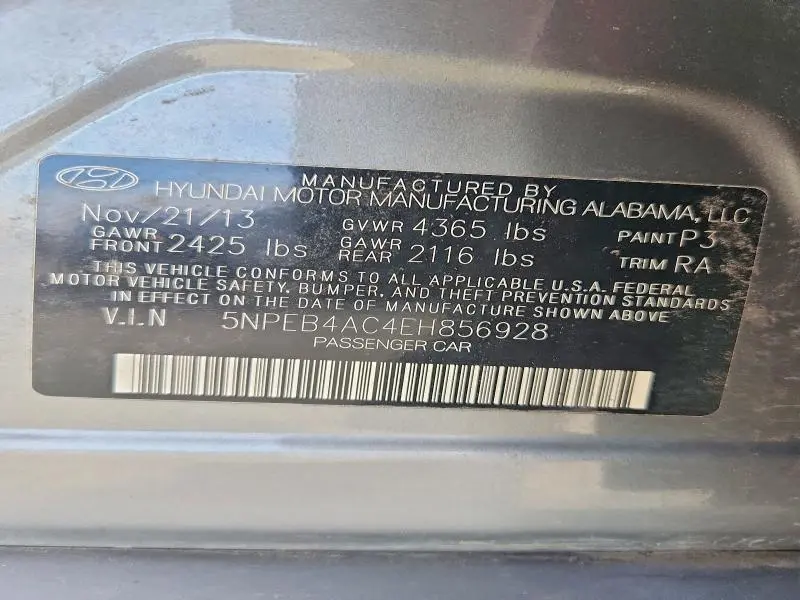 MANUFACTURED BY
HYUNDAI MOTOR MANUFACTURING ALABAMA, LLC
Nov/21/13 GVWR 4365 lbs PAINT P3
GAWR FRONT 2425 lbs GAWR REAR 2116 lbs TRIM RA
THIS VEHICLE CONFORMS TO ALL APPLICABLE U.S.A. FEDERAL
MOTOR VEHICLE SAFETY, BUMPER, AND THEFT PREVENTION STANDARDS
IN EFFECT ON THE DATE OF MANUFACTURE SHOWN ABOVE
V.I.N 5NPEB4AC4EH856928
PASSENGER CAR